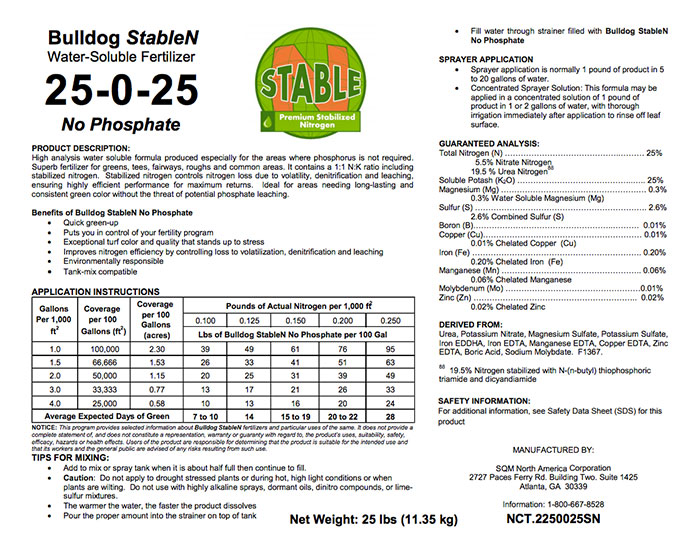 Bulldog StableN
Water-Soluble Fertilizer
25-0-25
No Phosphate
STABLE
Premium Stabilized
Nitrogen
PRODUCT DESCRIPTION:
High analysis water soluble formula produced especially for the areas where phosphorus is not required.
Superb fertilizer for greens, tees, fairways, roughs and common areas. It contains a 1:1 N:K ratio including
stabilized nitrogen. Stabilized nitrogen controls nitrogen loss due to volatility, denitrification and leaching,
ensuring highly efficient performance for maximum returns. Ideal for areas needing long-lasting and
consistent green color without the threat of potential phosphate leaching.
Benefits of Bulldog StableN No Phosphate
• Quick green-up
• Puts you in control of your fertility program
• Exceptional turf color and quality that stands up to stress
• Improves nitrogen efficiency by controlling loss to volatilization, denitrification and leaching
• Environmentally responsible
• Tank-mix compatible
APPLICATION INSTRUCTIONS
Gallons Per 1,000 ft² Coverage per 100 Gallons (ft²) Coverage per 100 Gallons (acres) Pounds of Actual Nitrogen per 1,000 ft²
0.100 0.125 0.150 0.200 0.250
Lbs of Bulldog StableN No Phosphate per 100 Gal
1.0 100,000 2.30 39 49 61 76 95
1.5 66,666 1.53 26 33 41 51 63
2.0 50,000 1.15 20 25 31 39 49
3.0 33,333 0.77 13 17 21 26 33
4.0 25,000 0.58 10 13 16 20 24
Average Expected Days of Green 7 to 10 14 15 to 19 20 to 22 28
NOTICE: This program provides selected information about Bulldog StableN fertilizers and particular uses of the same. It does not provide a
complete statement of, and does not constitute a representation, warranty or guaranty with regard to, the product's uses, suitability, safety,
efficacy, hazards or health effects. Users of the product are responsible for determining that the product is suitable for the intended use and
that its workers and the general public are advised of any risks resulting from such use.
TIPS FOR MIXING:
• Add to mix or spray tank when it is about half full then continue to fill.
• Caution: Do not apply to drought stressed plants or during hot, high light conditions or when
plants are wilting. Do not use with highly alkaline sprays, dormant oils, dinitro compounds, or lime-
sulfur mixtures.
• The warmer the water, the faster the product dissolves
• Pour the proper amount into the strainer on top of tank
Net Weight: 25 lbs (11.35 kg)
• Fill water through strainer filled with Bulldog StableN
No Phosphate
SPRAYER APPLICATION
• Sprayer application is normally 1 pound of product in 5
to 20 gallons of water.
• Concentrated Sprayer Solution: This formula may be
applied in a concentrated solution of 1 pound of
product in 1 or 2 gallons of water, with thorough
irrigation immediately after application to rinse off leaf
surface.
GUARANTEED ANALYSIS:
Total Nitrogen (N) ........ 25%
5.5% Nitrate Nitrogen
19.5 % Urea Nitrogen⁸⁸
Soluble Potash (K₂O) ........ 25%
Magnesium (Mg) ........ 0.3%
0.3% Water Soluble Magnesium (Mg)
Sulfur (S) ........ 2.6%
2.6% Combined Sulfur (S)
Boron (B) ........ 0.01%
Copper (Cu) ........ 0.01%
0.01% Chelated Copper (Cu)
Iron (Fe) ........ 0.20%
0.20% Chelated Iron (Fe)
Manganese (Mn) ........ 0.06%
0.06% Chelated Manganese
Molybdenum (Mo) ........ 0.01%
Zinc (Zn) ........ 0.02%
0.02% Chelated Zinc
DERIVED FROM:
Urea, Potassium Nitrate, Magnesium Sulfate, Potassium Sulfate,
Iron EDDHA, Iron EDTA, Manganese EDTA, Copper EDTA, Zinc
EDTA, Boric Acid, Sodium Molybdate. F1367.
⁸⁸ 19.5% Nitrogen stabilized with N-(n-butyl) thiophosphoric
triamide and dicyandiamide
SAFETY INFORMATION:
For additional information, see Safety Data Sheet (SDS) for this
product
MANUFACTURED BY:
SQM North America Corporation
2727 Paces Ferry Rd. Building Two. Suite 1425
Atlanta, GA 30339
Information: 1-800-667-8528
NCT.2250025SN